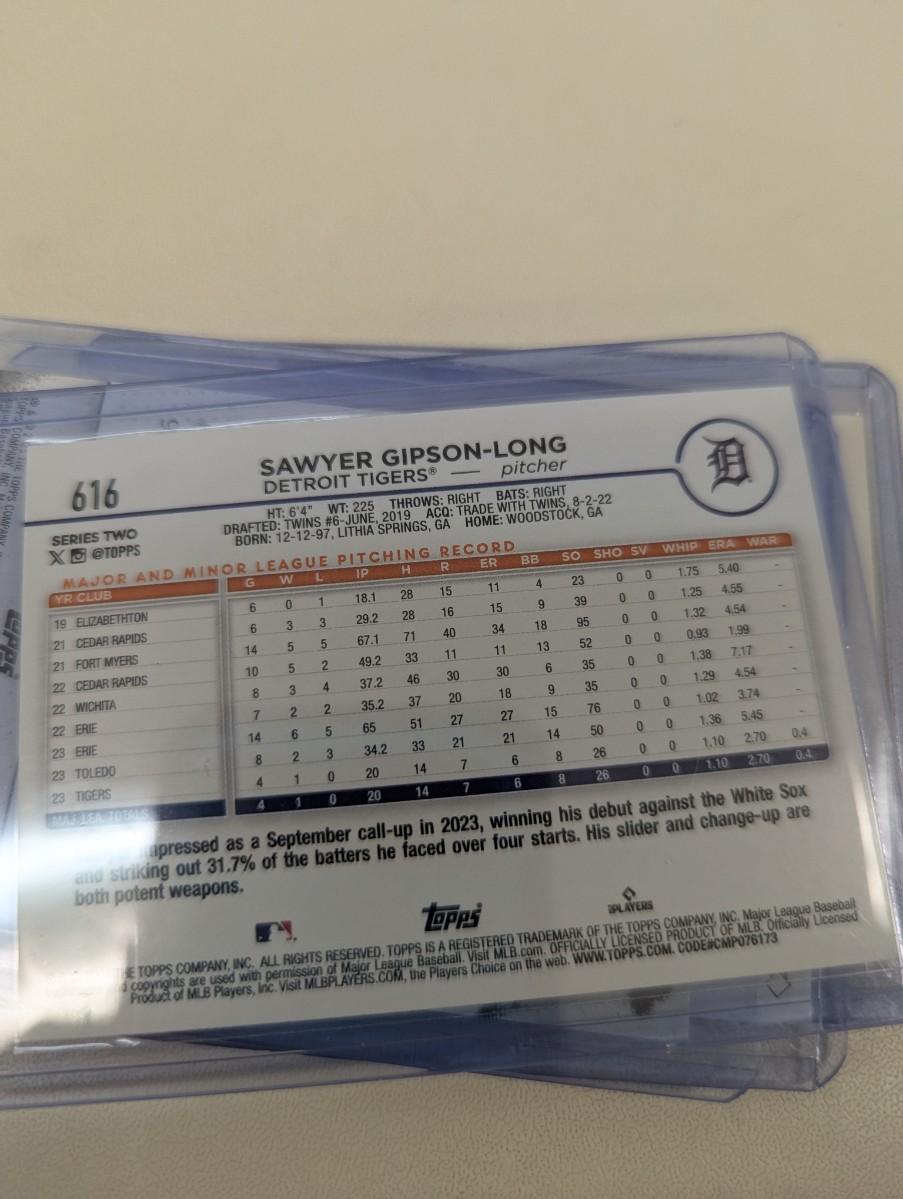 616
SAWYER GIPSON-LONG
DETROIT TIGERS® — pitcher
D
SERIES TWO
X @TOPPS
HT: 6'4" WT: 225 THROWS: RIGHT BATS: RIGHT
DRAFTED: TWINS #6-JUNE, 2019 ACQ: TRADE WITH TWINS, 8-2-22
BORN: 12-12-97, LITHIA SPRINGS, GA HOME: WOODSTOCK, GA
MAJOR AND MINOR LEAGUE PITCHING RECORD
YR CLUB G W L IP H R ER BB SO SHO SV WHIP ERA WAR
19 ELIZABETHTON 6 0 1 18.1 28 15 11 4 23 0 0 1.75 5.40 -
21 CEDAR RAPIDS 6 3 3 29.2 28 16 15 9 39 0 0 1.25 4.55 -
21 FORT MYERS 14 5 5 67.1 71 40 34 18 95 0 0 1.32 4.54 -
22 CEDAR RAPIDS 10 5 2 49.2 33 11 11 13 52 0 0 0.93 1.99 -
22 WICHITA 8 3 4 37.2 46 30 30 6 35 0 0 1.38 7.17 -
22 ERIE 7 2 2 35.2 37 20 18 9 35 0 0 1.29 4.54 -
23 ERIE 14 6 5 65 51 27 27 15 76 0 0 1.02 3.74 -
23 TOLEDO 8 2 3 34.2 33 21 21 14 50 0 0 1.36 5.45 -
23 TIGERS 4 1 0 20 14 7 6 8 26 0 0 1.10 2.70 0.4
MAJ. LEA. TOTALS 4 1 0 20 14 7 6 8 26 0 0 1.10 2.70 0.4
impressed as a September call-up in 2023, winning his debut against the White Sox
and striking out 31.7% of the batters he faced over four starts. His slider and change-up are
both potent weapons.
topps
PLAYERS
THE TOPPS COMPANY, INC. ALL RIGHTS RESERVED. TOPPS IS A REGISTERED TRADEMARK OF THE TOPPS COMPANY, INC. Major League Baseball
copyrights are used with permission of Major League Baseball. Visit MLB.com. OFFICIALLY LICENSED PRODUCT OF MLB. Officially Licensed
Product of MLB Players, Inc. Visit MLBPLAYERS.COM, the Players Choice on the web. WWW.TOPPS.COM. CODE#CMP076173